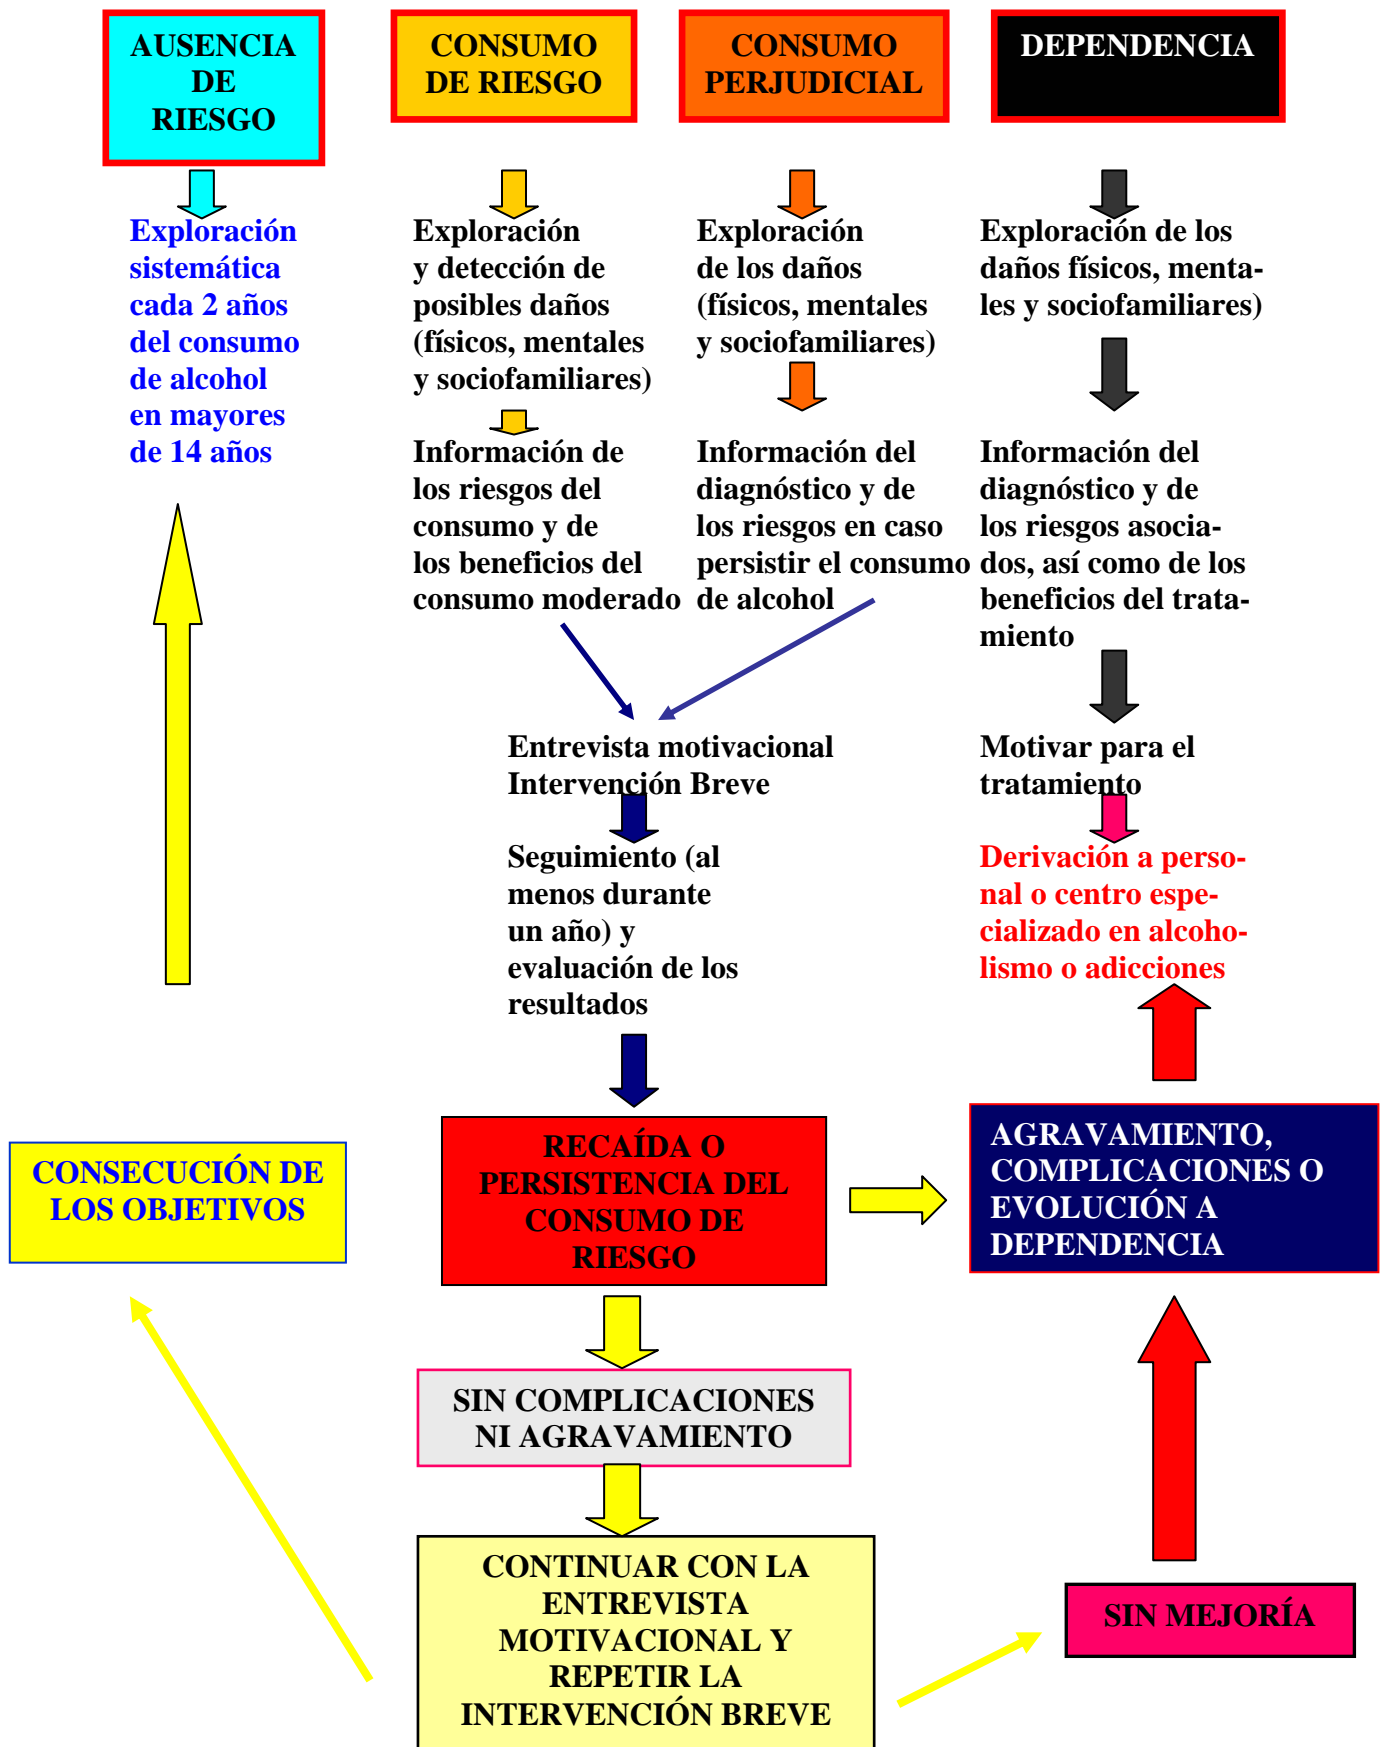 AUSENCIA
DE
RIESGO
CONSUMO
DE RIESGO
CONSUMO
PERJUDICIAL
DEPENDENCIA
Exploración
sistemática
cada 2 años
del consumo
de alcohol
en mayores
de 14 años
Exploración
y detección de
posibles daños
(físicos, mentales
y sociofamiliares)
Exploración
de los daños
(físicos, mentales
y sociofamiliares)
Exploración de los
daños físicos, menta-
les y sociofamiliares)
Información de
los riesgos del
consumo y de
los beneficios del
consumo moderado
Información del
diagnóstico y de
los riesgos en caso
persistir el consumo
de alcohol
Información del
diagnóstico y de
los riesgos asocia-
dos, así como de los
beneficios del trata-
miento
Entrevista motivacional
Intervención Breve
Motivar para el
tratamiento
Seguimiento (al
menos durante
un año) y
evaluación de los
resultados
Derivación a perso-
nal o centro espe-
cializado en alcoho-
lismo o adicciones
CONSECUCIÓN DE
LOS OBJETIVOS
RECAÍDA O
PERSISTENCIA DEL
CONSUMO DE
RIESGO
AGRAVAMIENTO,
COMPLICACIONES O
EVOLUCIÓN A
DEPENDENCIA
SIN COMPLICACIONES
NI AGRAVAMIENTO
CONTINUAR CON LA
ENTREVISTA
MOTIVACIONAL Y
REPETIR LA
INTERVENCIÓN BREVE
SIN MEJORÍA